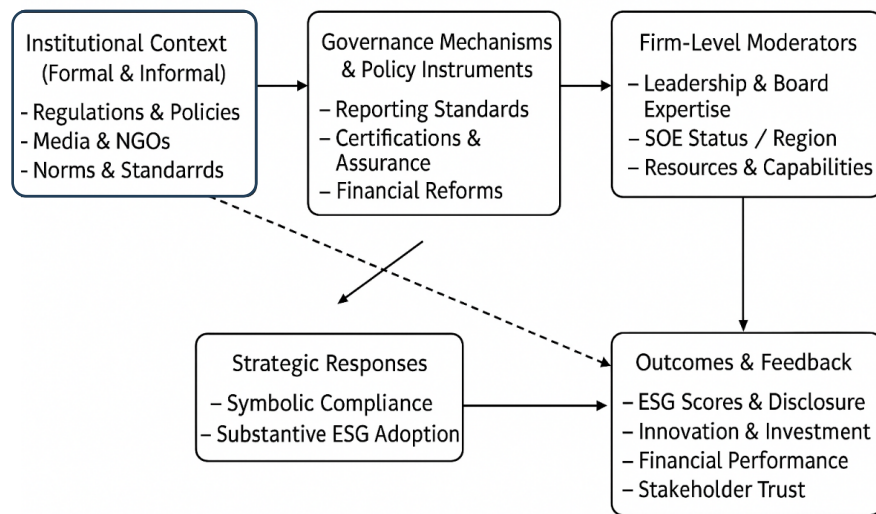 Institutional Context
(Formal & Informal)
- Regulations & Policies
- Media & NGOs
- Norms & Standarrds
Governance Mechanisms
& Policy Instruments
– Reporting Standards
– Certifications &
Assurance
– Financial Reforms
Firm-Level Moderators
– Leadership & Board
Expertise
– SOE Status / Region
– Resources & Capabilities
Strategic Responses
– Symbolic Compliance
– Substantive ESG Adoption
Outcomes & Feedback
– ESG Scores & Disclosure
– Innovation & Investment
– Financial Performance
– Stakeholder Trust